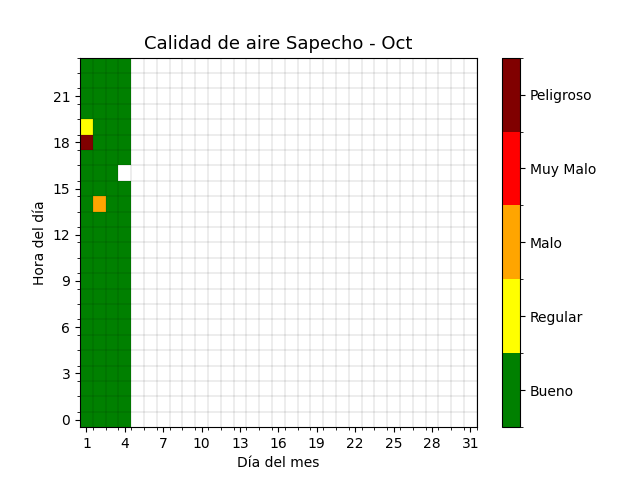 Calidad de aire Sapecho - Oct
Peligroso
Muy Malo
Malo
Regular
Bueno
Hora del día
21
18
15
12
9
6
3
0
1 4 7 10 13 16 19 22 25 28 31
Día del mes